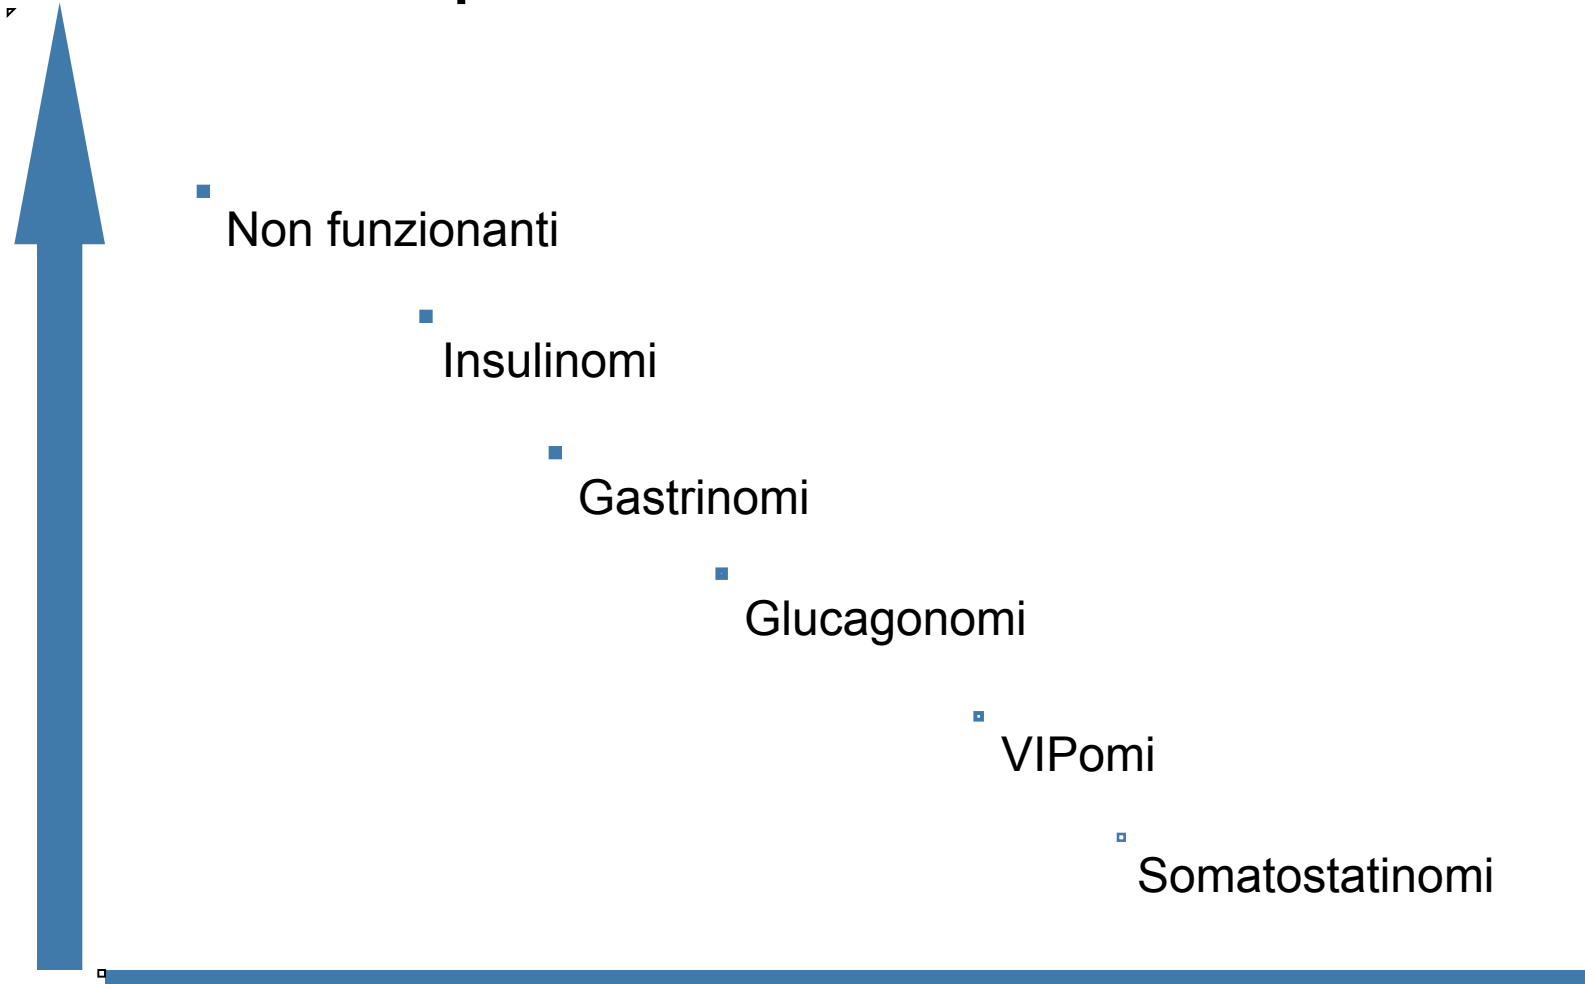 Non funzionanti
Insulinomi
Gastrinomi
Glucagonomi
VIPomi
Somatostatinomi